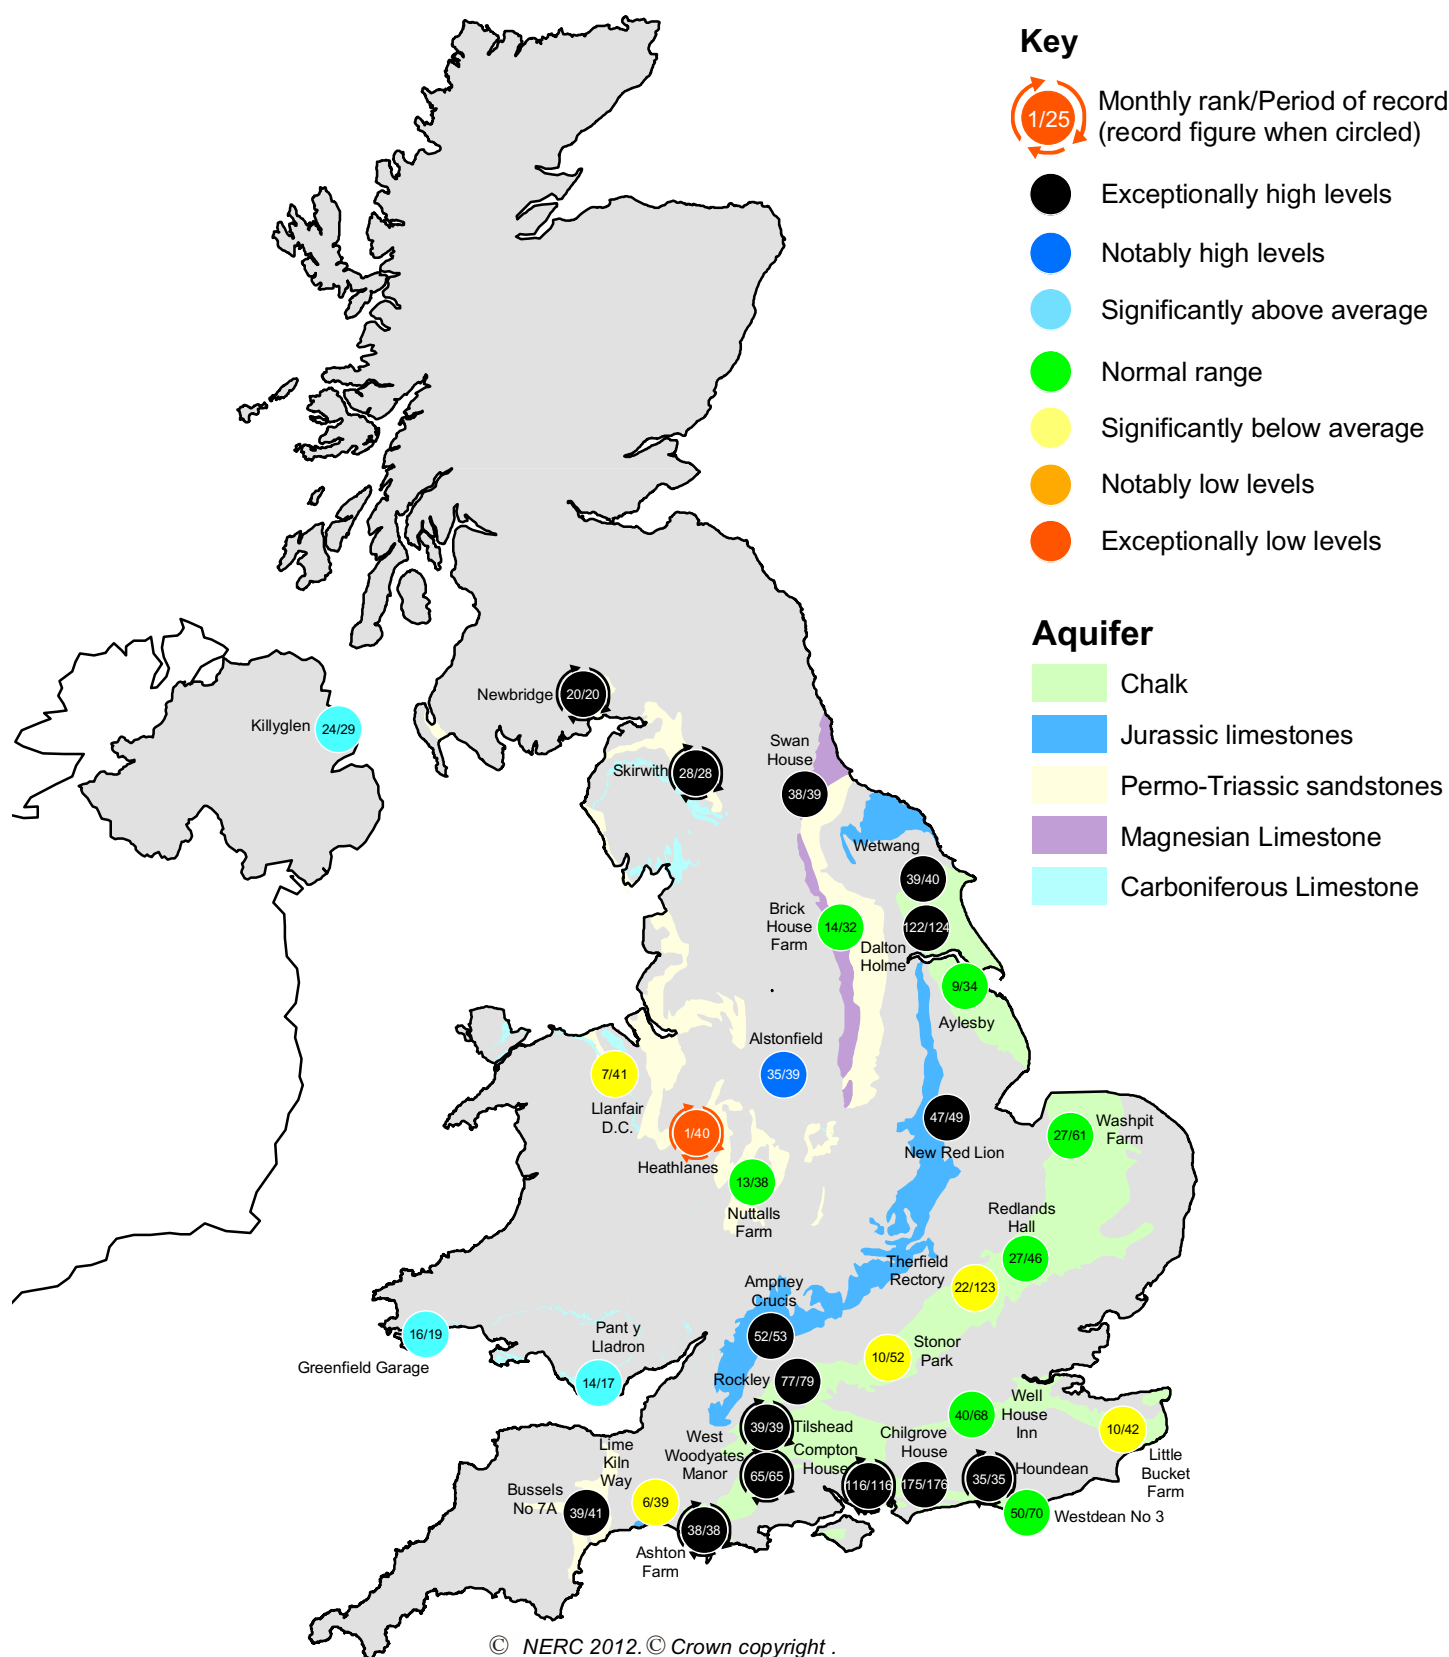 Key
1/25
Monthly rank/Period of record
(record figure when circled)
Exceptionally high levels
Notably high levels
Significantly above average
Normal range
Significantly below average
Notably low levels
Exceptionally low levels
Aquifer
Chalk
Jurassic limestones
Permo-Triassic sandstones
Magnesian Limestone
Carboniferous Limestone
Newbridge
20/20
Killyglen
24/29
Skirwith
28/28
Swan
House
38/39
Wetwang
39/40
Brick
House
Farm
14/32
122/124
Dalton
Holme
9/34
Aylesby
Alstonfield
35/39
7/41
Llanfair
D.C.
1/40
Heathlanes
47/49
New Red Lion
27/61
Washpit
Farm
13/38
Nuttalls
Farm
Redlands
Hall
27/46
Therfield
Rectory
22/123
Ampney
Crucis
52/53
16/19
Greenfield Garage
Pant y
Lladron
14/17
Stonor
Park
10/52
Rockley
77/79
Well
House
Inn
40/68
10/42
Little
Bucket
Farm
39/39
Tilshead
West
Woodyates
Manor
65/65
Compton
House
116/116
Chilgrove
House
175/176
35/35
Houndean
50/70
Westdean No 3
Lime
Kiln
Way
6/39
Bussels
No 7A
39/41
38/38
Ashton
Farm
© NERC 2012. © Crown copyright .